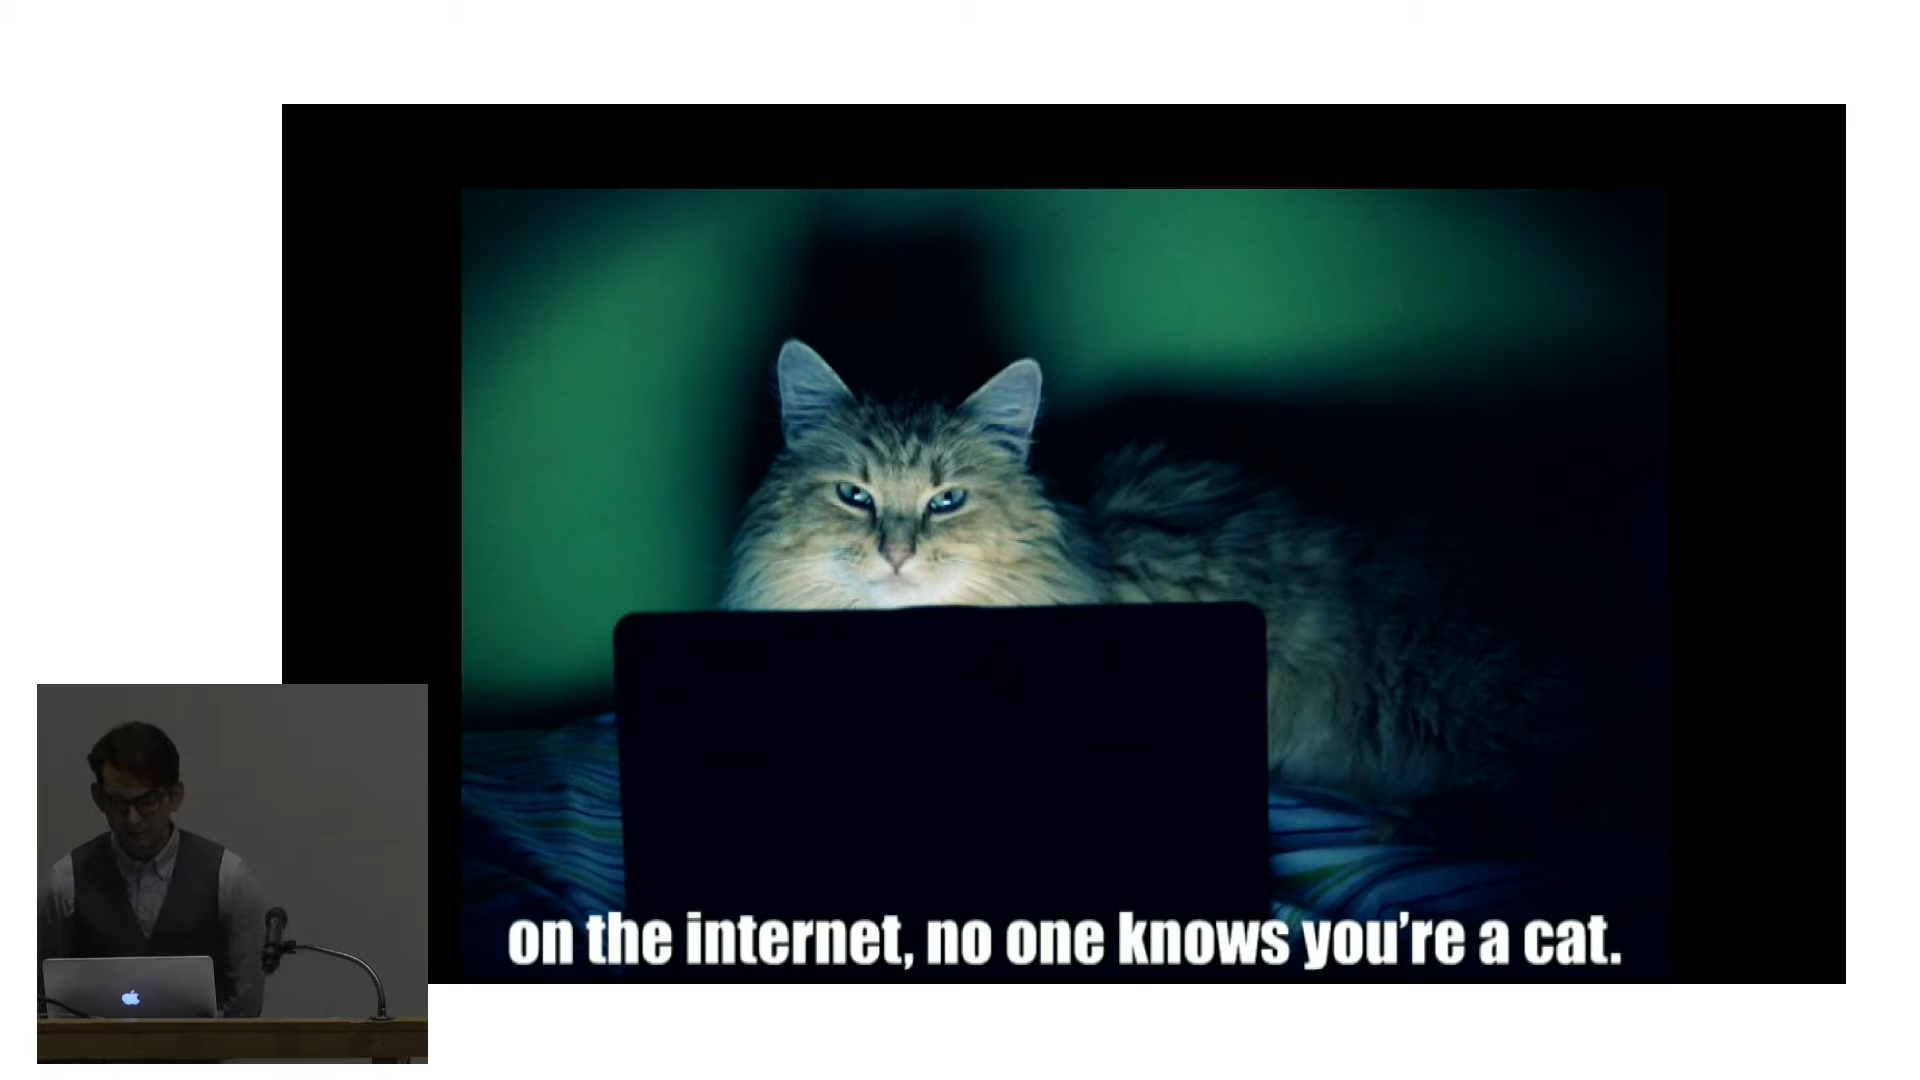 on the internet, no one knows you're a cat.